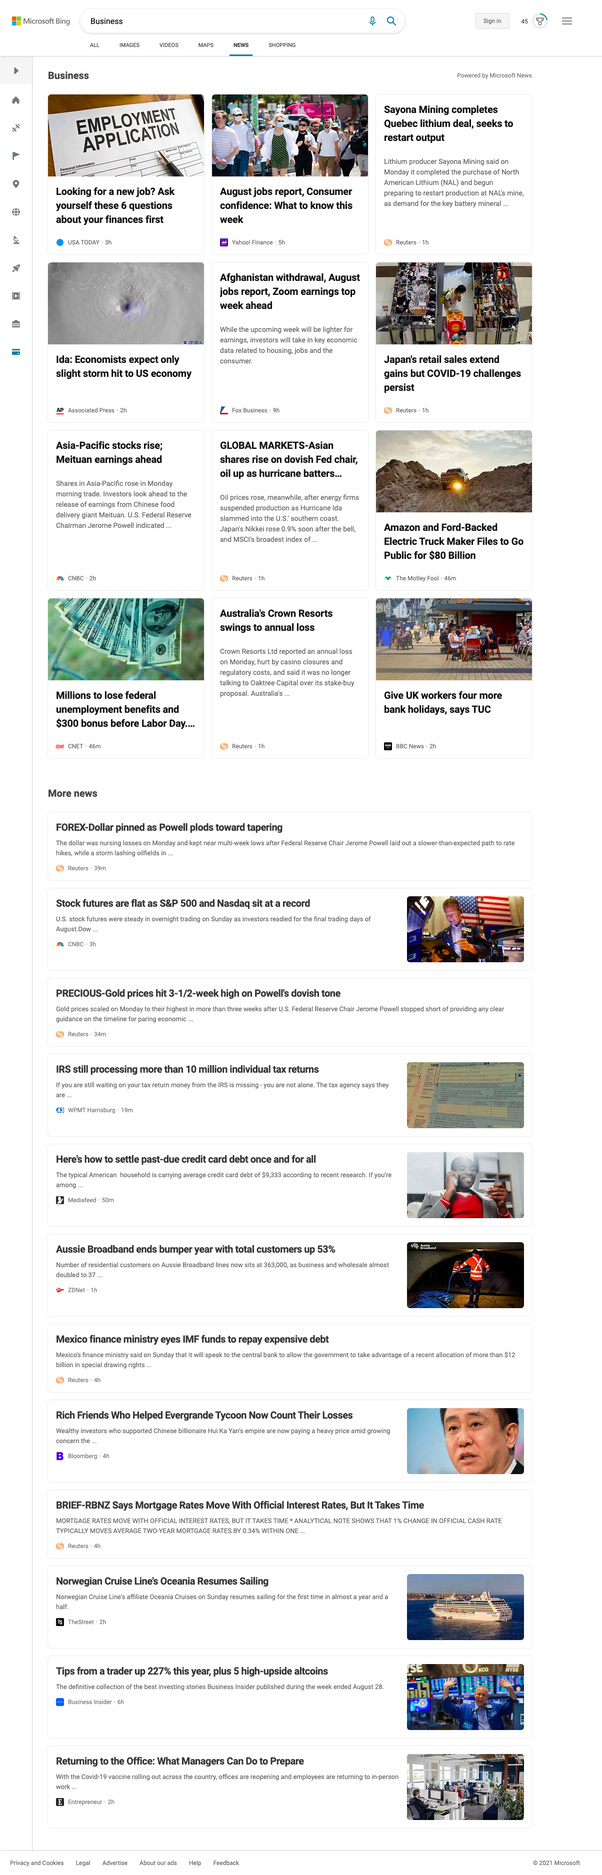 Microsoft Bing
Business
Sign in
45
ALL
IMAGES
VIDEOS
MAPS
NEWS
SHOPPING
Business
Powered by Microsoft News
EMPLOYMENT
APPLICATION
Looking for a new job? Ask
yourself these 6 questions
about your finances first
USA TODAY · 3h
August jobs report, Consumer
confidence: What to know this
week
Yahoo! Finance · 5h
Sayona Mining completes
Quebec lithium deal, seeks to
restart output
Lithium producer Sayona Mining said on
Monday it completed the purchase of North
American Lithium (NAL) and begun
preparing to restart production at NAL's mine,
as demand for the key battery mineral ...
Reuters · 1h
Ida: Economists expect only
slight storm hit to US economy
AP
Associated Press · 2h
Afghanistan withdrawal, August
jobs report, Zoom earnings top
week ahead
While the upcoming week will be lighter for
earnings, investors will take in key economic
data related to housing, jobs and the
consumer.
Fox Business · 9h
Japan's retail sales extend
gains but COVID-19 challenges
persist
Reuters · 1h
Asia-Pacific stocks rise;
Meituan earnings ahead
Shares in Asia-Pacific rose in Monday
morning trade. Investors look ahead to the
release of earnings from Chinese food
delivery giant Meituan. U.S. Federal Reserve
Chairman Jerome Powell indicated ...
CNBC · 2h
GLOBAL MARKETS-Asian
shares rise on dovish Fed chair,
oil up as hurricane batters...
Oil prices rose, meanwhile, after energy firms
suspended production as Hurricane Ida
slammed into the U.S.' southern coast.
Japan's Nikkei rose 0.9% soon after the bell,
and MSCI's broadest index of ...
Reuters · 1h
Amazon and Ford-Backed
Electric Truck Maker Files to Go
Public for $80 Billion
The Motley Fool · 46m
Millions to lose federal
unemployment benefits and
$300 bonus before Labor Day....
CNET · 46m
Australia's Crown Resorts
swings to annual loss
Crown Resorts Ltd reported an annual loss
on Monday, hurt by casino closures and
regulatory costs, and said it was no longer
talking to Oaktree Capital over its stake-buy
proposal. Australia's ...
Reuters · 1h
Give UK workers four more
bank holidays, says TUC
BBC News · 2h
More news
FOREX-Dollar pinned as Powell plods toward tapering
The dollar was nursing losses on Monday and kept near multi-week lows after Federal Reserve Chair Jerome Powell laid out a slower-than-expected path to rate
hikes, while a storm lashing oilfields in ...
Reuters · 39m
Stock futures are flat as S&P 500 and Nasdaq sit at a record
U.S. stock futures were steady in overnight trading on Sunday as investors readied for the final trading days of
August.Dow ...
CNBC · 3h
PRECIOUS-Gold prices hit 3-1/2-week high on Powell's dovish tone
Gold prices scaled on Monday to their highest in more than three weeks after U.S. Federal Reserve Chair Jerome Powell stopped short of providing any clear
guidance on the timeline for paring economic ...
Reuters · 34m
IRS still processing more than 10 million individual tax returns
If you are still waiting on your tax return money from the IRS is missing - you are not alone. The tax agency says they
are ...
WPMT Harrisburg · 19m
Here's how to settle past-due credit card debt once and for all
The typical American household is carrying average credit card debt of $9,333 according to recent research. If you're
among ...
Mediafeed · 50m
Aussie Broadband ends bumper year with total customers up 53%
Number of residential customers on Aussie Broadband lines now sits at 363,000, as business and wholesale almost
doubled to 37 ...
ZDNet · 1h
Aussie
Broadband
Mexico finance ministry eyes IMF funds to repay expensive debt
Mexico's finance ministry said on Sunday that it will speak to the central bank to allow the government to take advantage of a recent allocation of more than $12
billion in special drawing rights ...
Reuters · 4h
Rich Friends Who Helped Evergrande Tycoon Now Count Their Losses
Wealthy investors who supported Chinese billionaire Hui Ka Yan's empire are now paying a heavy price amid growing
concern the ...
B
Bloomberg · 4h
BRIEF-RBNZ Says Mortgage Rates Move With Official Interest Rates, But It Takes Time
MORTGAGE RATES MOVE WITH OFFICIAL INTEREST RATES, BUT IT TAKES TIME * ANALYTICAL NOTE SHOWS THAT 1% CHANGE IN OFFICIAL CASH RATE
TYPICALLY MOVES AVERAGE TWO-YEAR MORTGAGE RATES BY 0.34% WITHIN ONE ...
Reuters · 4h
Norwegian Cruise Line's Oceania Resumes Sailing
Norwegian Cruise Line's affiliate Oceania Cruises on Sunday resumes sailing for the first time in almost a year and a
half.
TheStreet · 2h
Tips from a trader up 227% this year, plus 5 high-upside altcoins
The definitive collection of the best investing stories Business Insider published during the week ended August 28.
Business Insider · 6h
Returning to the Office: What Managers Can Do to Prepare
With the Covid-19 vaccine rolling out across the country, offices are reopening and employees are returning to in-person
work ...
E
Entrepreneur · 2h
Privacy and Cookies
Legal
Advertise
About our ads
Help
Feedback
© 2021 Microsoft